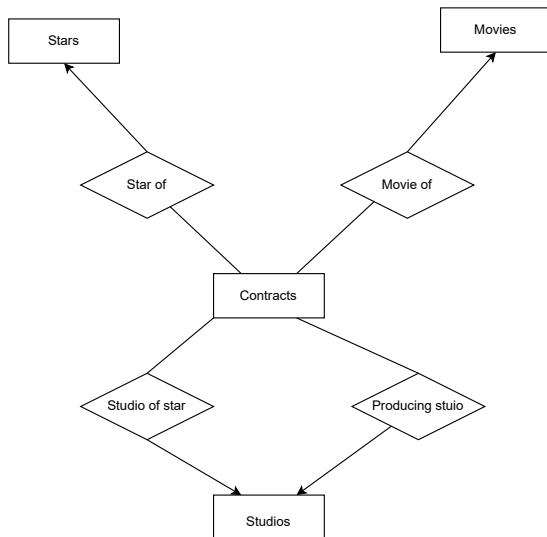 Stars
Movies
Star of
Movie of
Contracts
Studio of star
Producing stuio
Studios